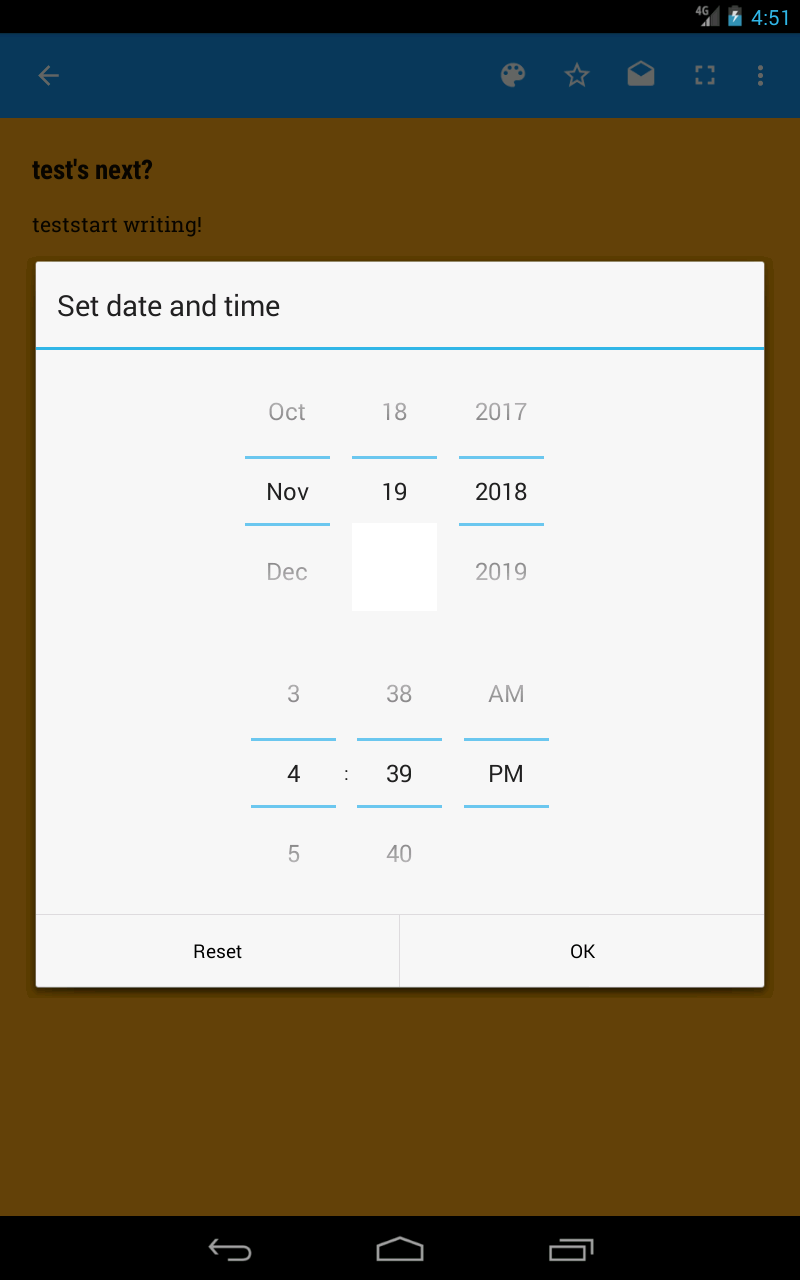 4G 4:51
test's next?
teststart writing!
Set date and time
Oct 18 2017
Nov 19 2018
Dec 2019
3 38 AM
4 : 39 PM
5 40
Reset OK